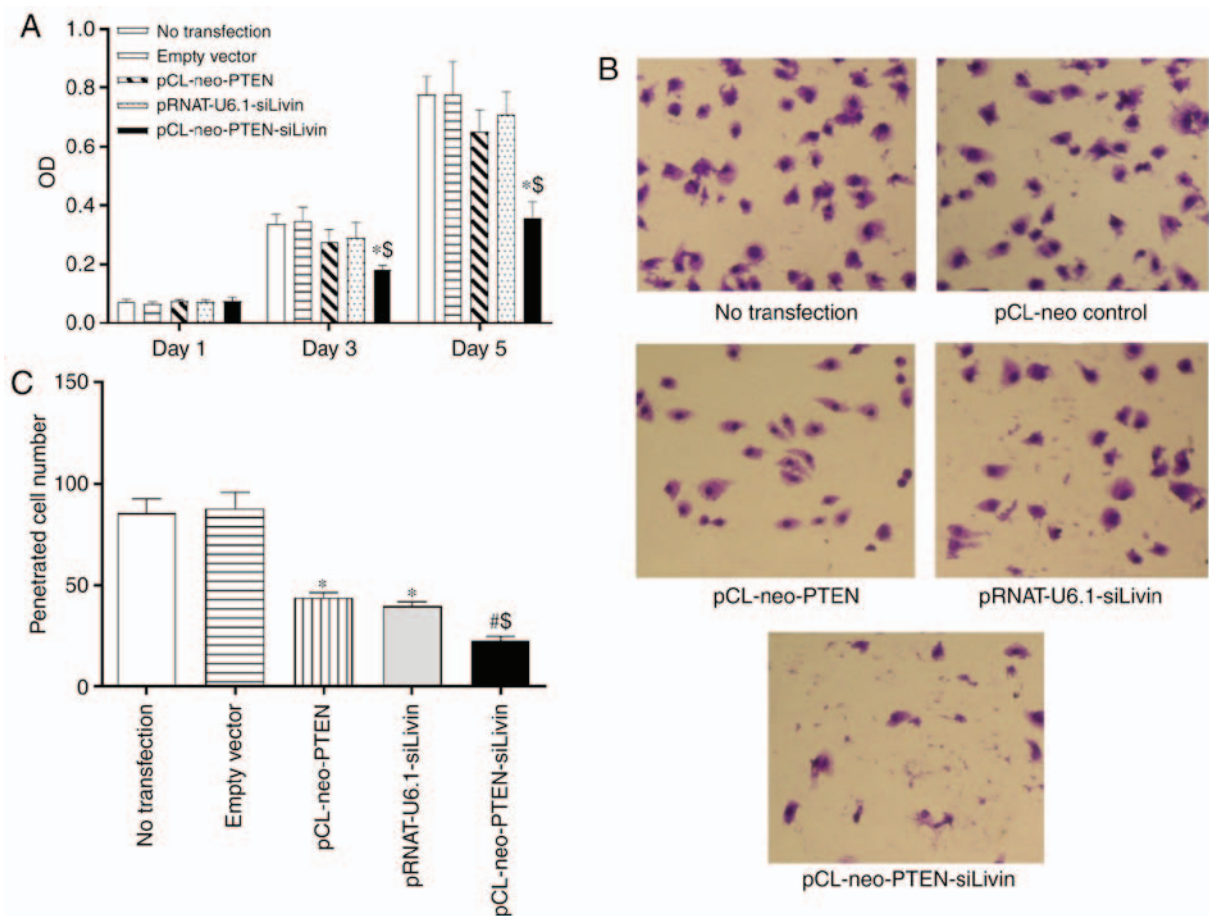 A
No transfection
Empty vector
pCL-neo-PTEN
pRNAT-U6.1-siLivin
pCL-neo-PTEN-siLivin
1.0
0.8
0.6
0.4
0.2
0.0
OD
*$
*$
Day 1
Day 3
Day 5
B
No transfection
pCL-neo control
pCL-neo-PTEN
pRNAT-U6.1-siLivin
pCL-neo-PTEN-siLivin
C
150
100
50
0
Penetrated cell number
*
*
#$
No transfection
Empty vector
pCL-neo-PTEN
pRNAT-U6.1-siLivin
pCL-neo-PTEN-siLivin